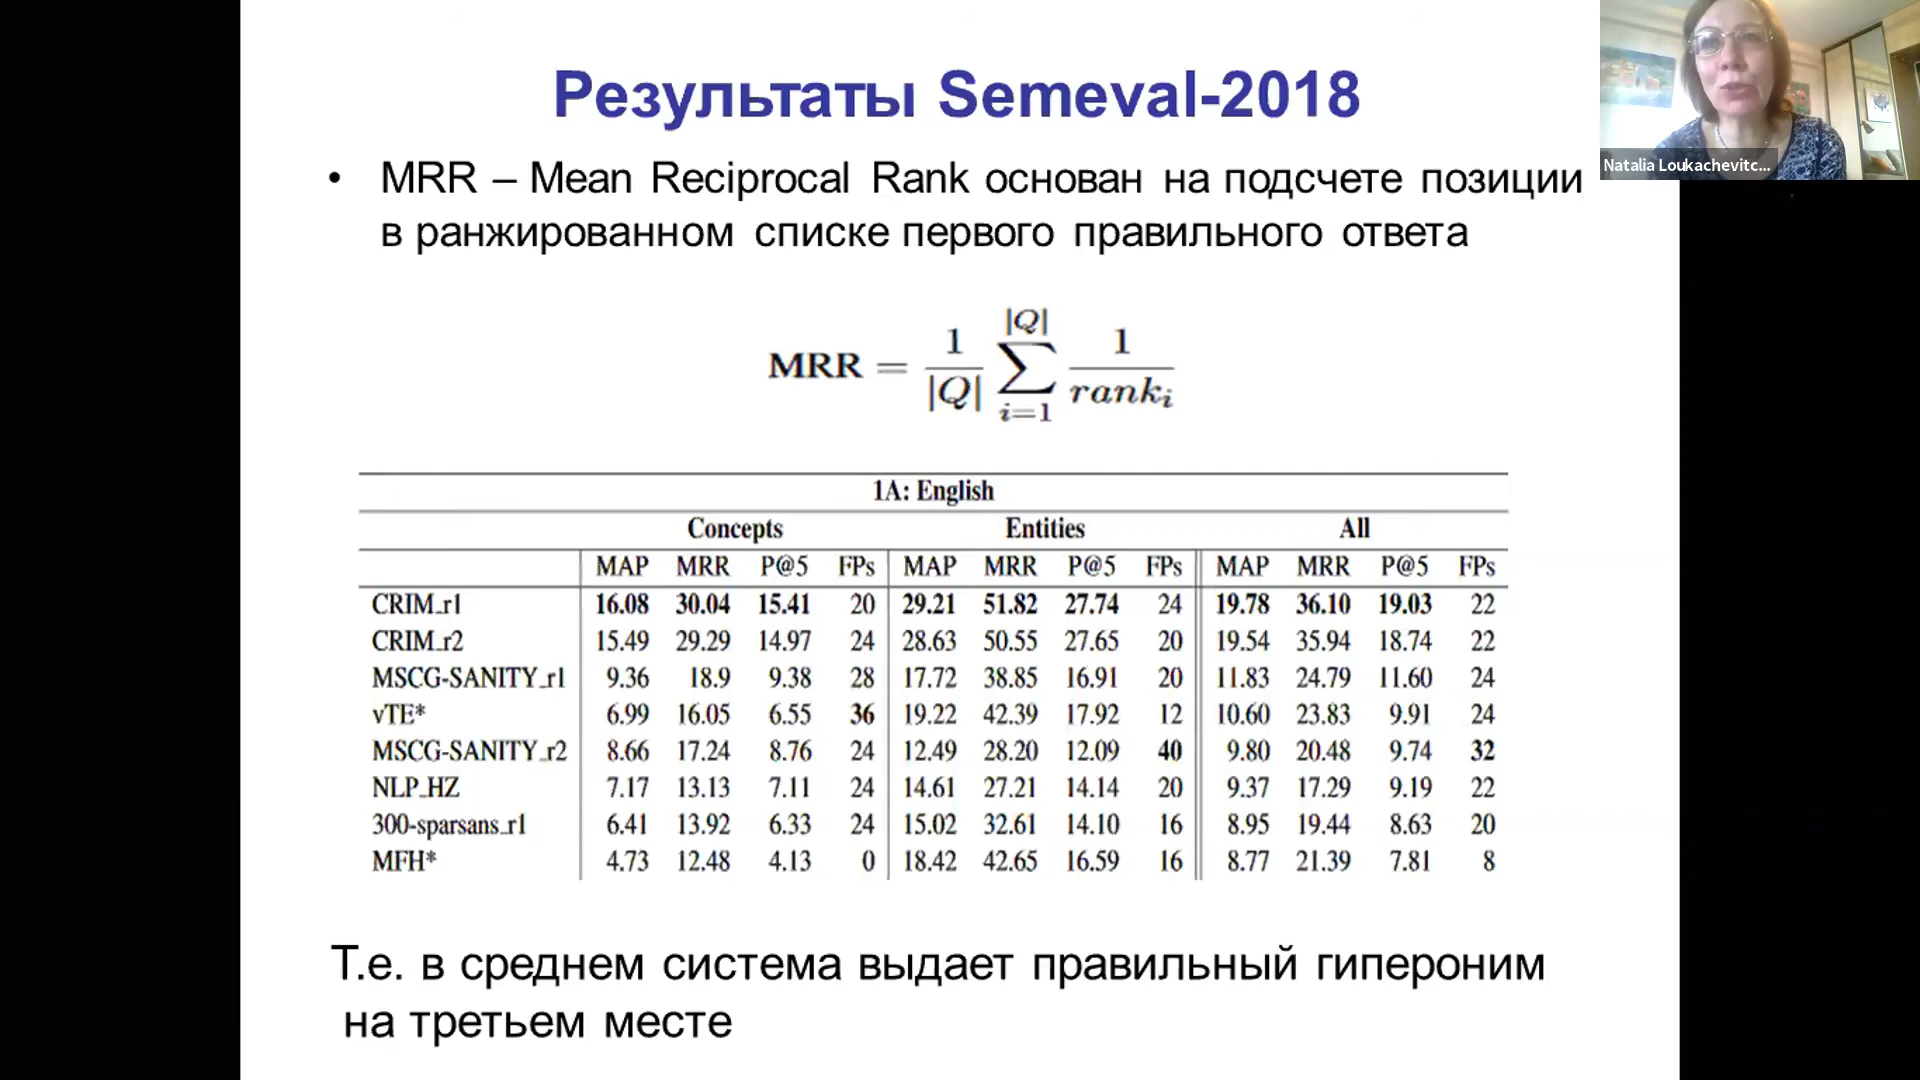 Результаты Semeval-2018
Natalia Loukachevitc...
• MRR – Mean Reciprocal Rank основан на подсчете позиции
в ранжированном списке первого правильного ответа
MRR = 1/|Q| ∑_{i=1}^{|Q|} 1/rank_i
1A: English
Concepts Entities All
MAP MRR P@5 FPs MAP MRR P@5 FPs MAP MRR P@5 FPs
CRIM_r1 16.08 30.04 15.41 20 29.21 51.82 27.74 24 19.78 36.10 19.03 22
CRIM_r2 15.49 29.29 14.97 24 28.63 50.55 27.65 20 19.54 35.94 18.74 22
MSCG-SANITY_r1 9.36 18.9 9.38 28 17.72 38.85 16.91 20 11.83 24.79 11.60 24
vTE* 6.99 16.05 6.55 36 19.22 42.39 17.92 12 10.60 23.83 9.91 24
MSCG-SANITY_r2 8.66 17.24 8.76 24 12.49 28.20 12.09 40 9.80 20.48 9.74 32
NLP_HZ 7.17 13.13 7.11 24 14.61 27.21 14.14 20 9.37 17.29 9.19 22
300-sparsans_r1 6.41 13.92 6.33 24 15.02 32.61 14.10 16 8.95 19.44 8.63 20
MFH* 4.73 12.48 4.13 0 18.42 42.65 16.59 16 8.77 21.39 7.81 8
Т.е. в среднем система выдает правильный гипероним
на третьем месте